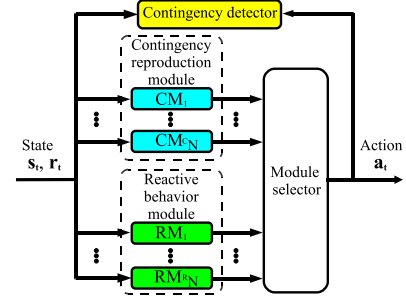 Contingency detector
Contingency
reproduction
module
CM₁
CMᶜN
State
sₜ, rₜ
Reactive
behavior
module
RM₁
RMᴿN
Module
selector
Action
aₜ